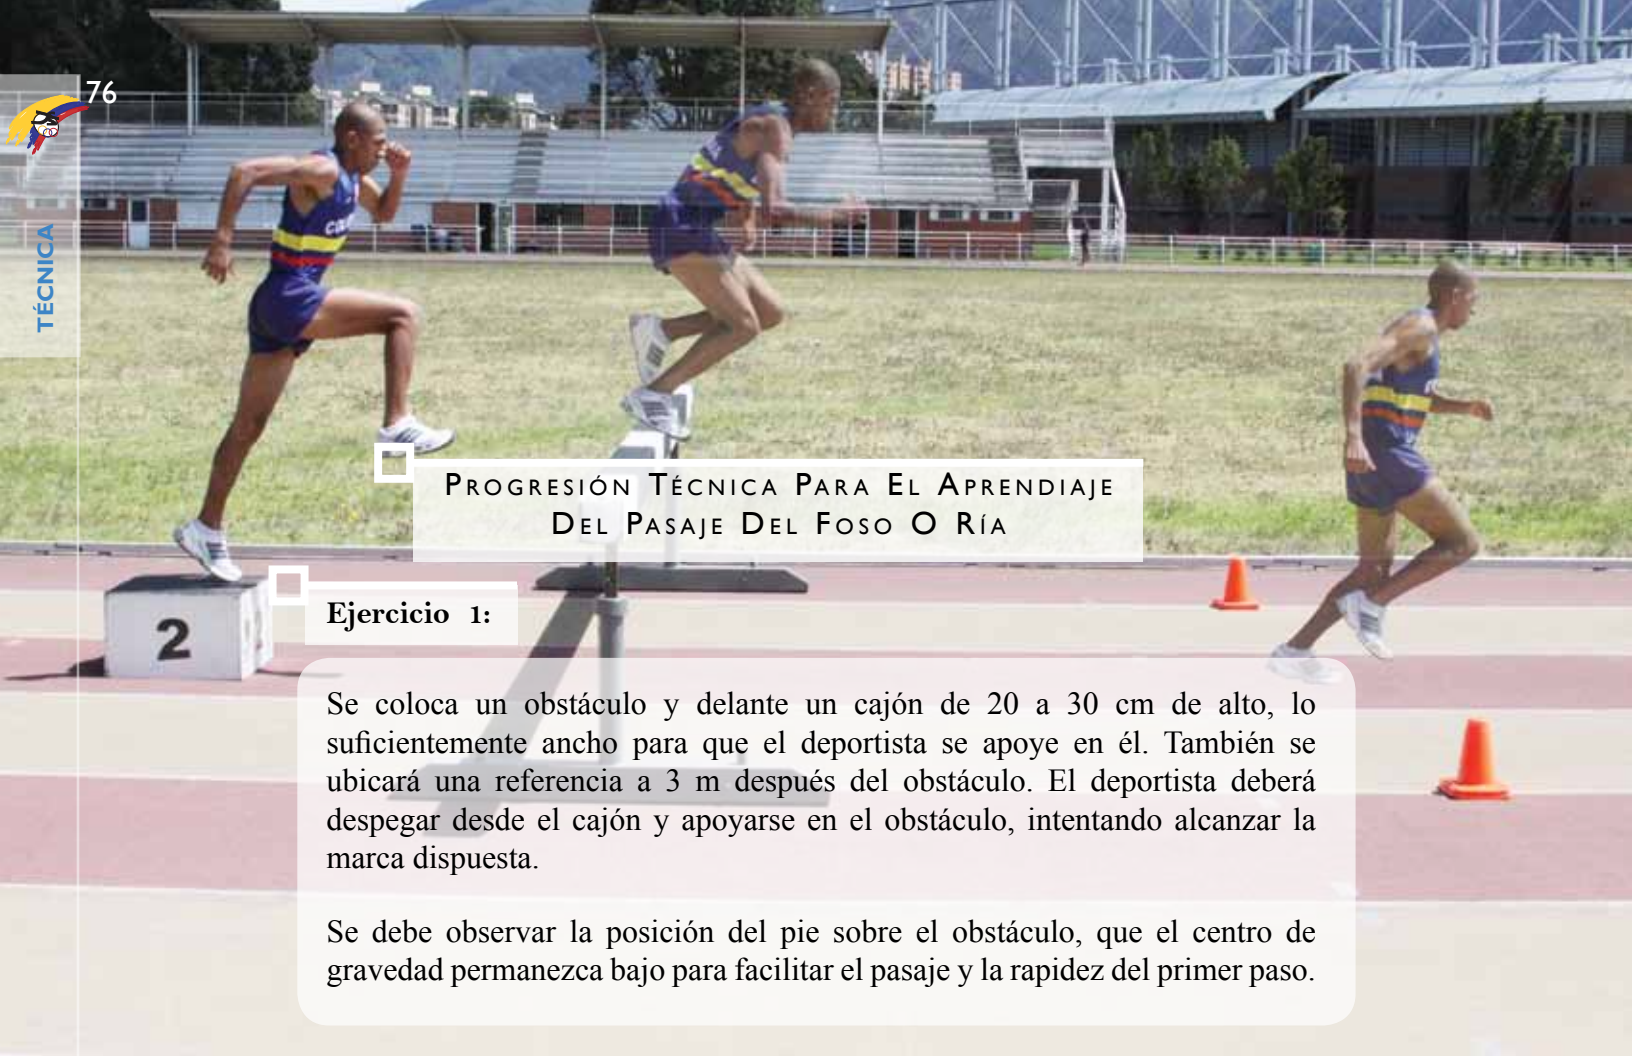 76
TÉCNICA
COL
Progresión Técnica Para El Aprendiaje
Del Pasaje Del Foso O Ría
Ejercicio 1:
2
Se coloca un obstáculo y delante un cajón de 20 a 30 cm de alto, lo
suficientemente ancho para que el deportista se apoye en él. También se
ubicará una referencia a 3 m después del obstáculo. El deportista deberá
despegar desde el cajón y apoyarse en el obstáculo, intentando alcanzar la
marca dispuesta.
Se debe observar la posición del pie sobre el obstáculo, que el centro de
gravedad permanezca bajo para facilitar el pasaje y la rapidez del primer paso.